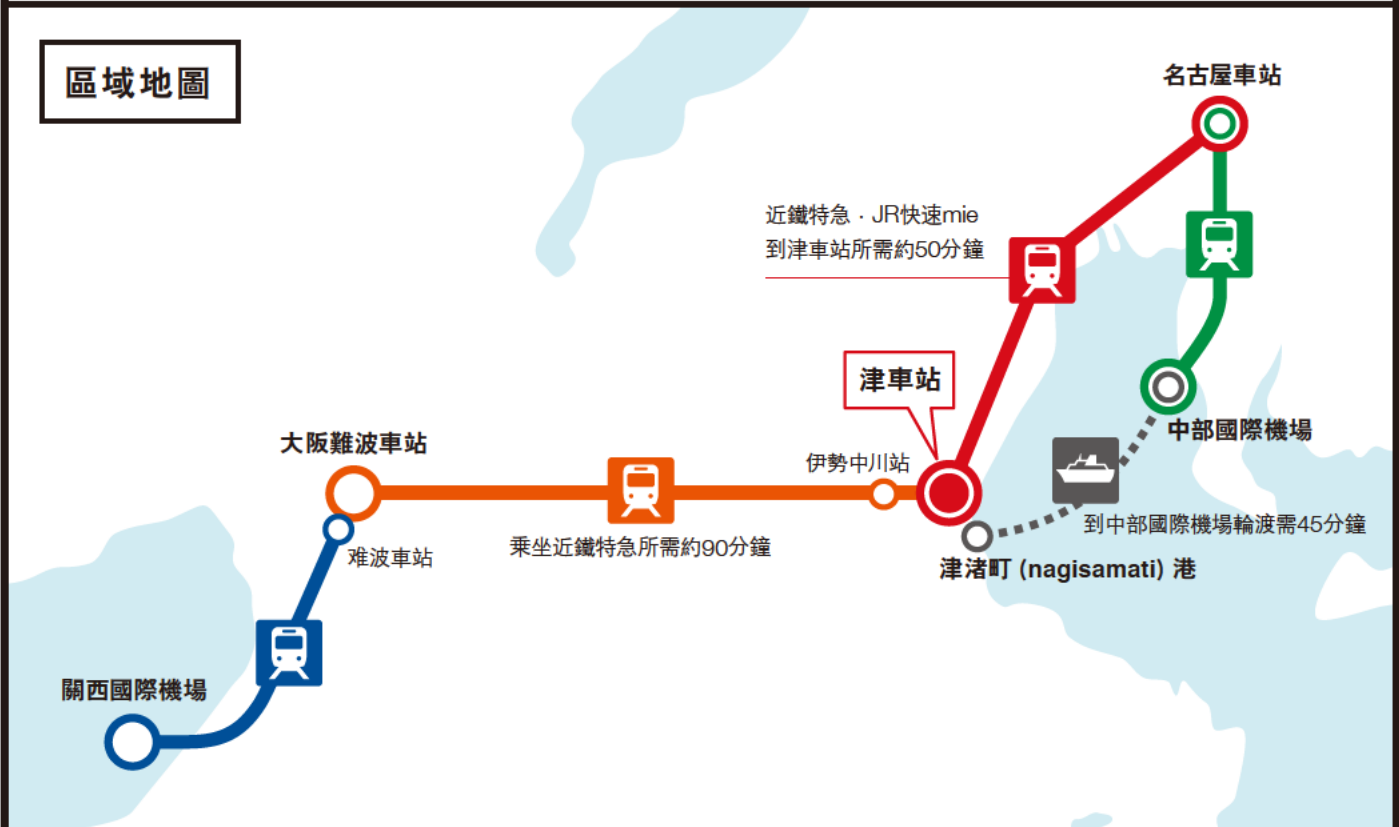 區域地圖
名古屋車站
近鐵特急・JR快速mie
到津車站所需約50分鐘
津車站
中部國際機場
大阪難波車站
伊勢中川站
到中部國際機場輪渡需45分鐘
乘坐近鐵特急所需約90分鐘
难波車站
津渚町 (nagisamati) 港
關西國際機場